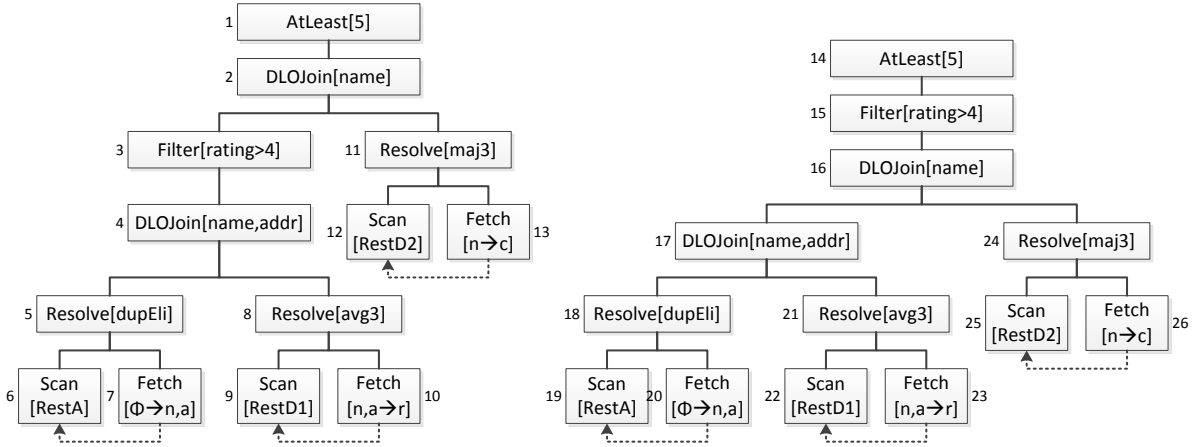 1 AtLeast[5]
2 DLOJoin[name]
3 Filter[rating>4]
11 Resolve[maj3]
4 DLOJoin[name,addr]
12 Scan
[RestD2]
Fetch
[n→c] 13
5 Resolve[dupEli]
8 Resolve[avg3]
6 Scan
[RestA]
7 Fetch
[Φ→n,a]
9 Scan
[RestD1]
Fetch
[n,a→r] 10
14 AtLeast[5]
15 Filter[rating>4]
16 DLOJoin[name]
17 DLOJoin[name,addr]
24 Resolve[maj3]
18 Resolve[dupEli]
21 Resolve[avg3]
25 Scan
[RestD2]
Fetch
[n→c] 26
19 Scan
[RestA]
20 Fetch
[Φ→n,a]
22 Scan
[RestD1]
Fetch
[n,a→r] 23